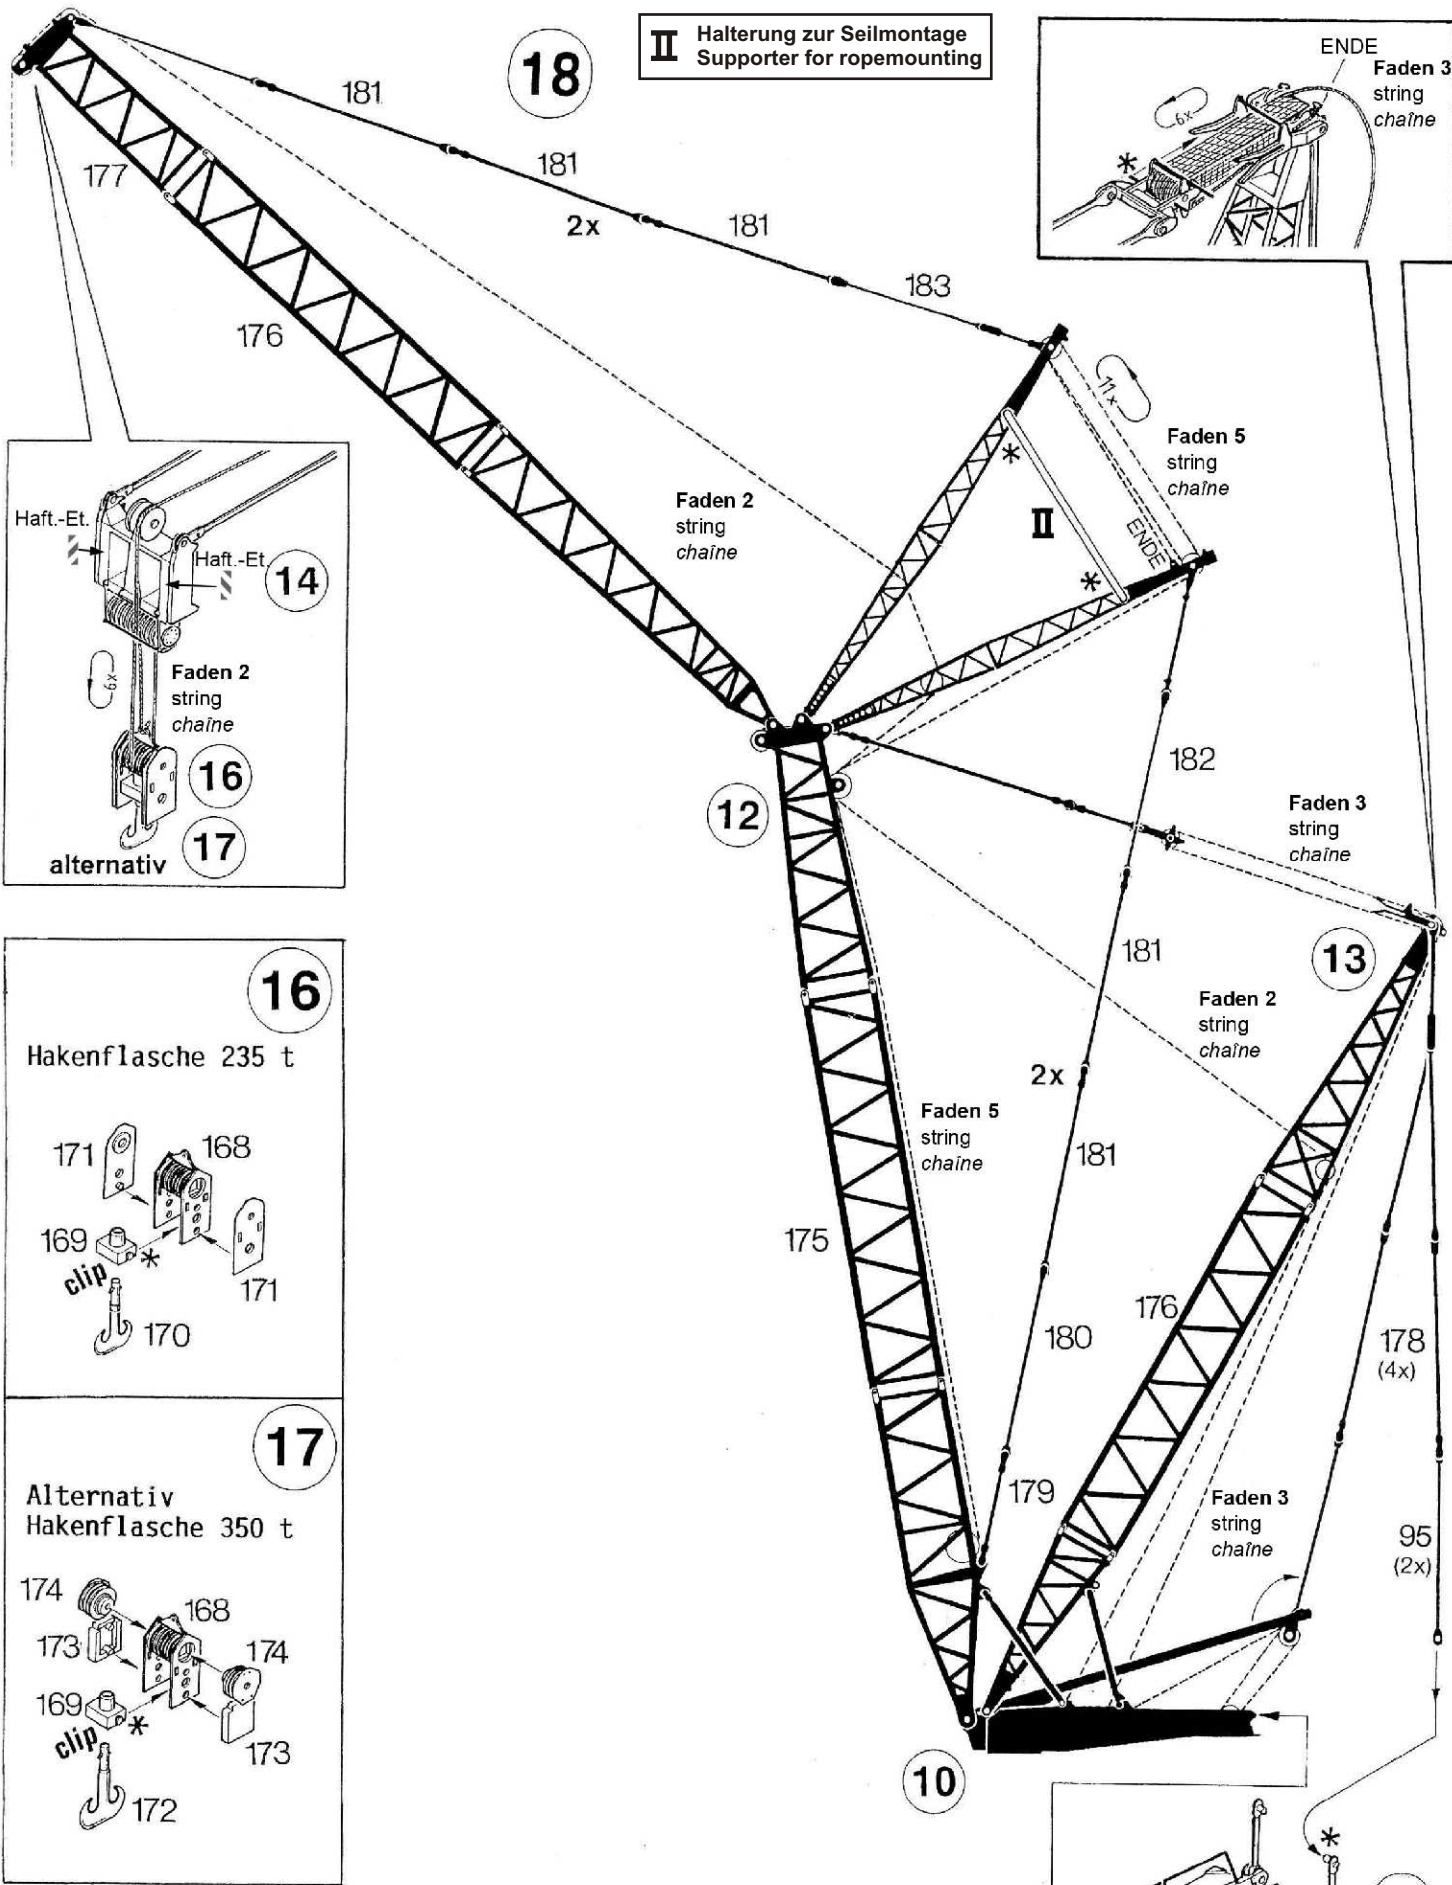 18
II Halterung zur Seilmontage
Supporter for ropemounting
ENDE
Faden 3
string
chaîne
6x
*
181
181
2x
181
183
177
176
11x
Faden 5
string
chaîne
*
II
ENDE
*
Faden 2
string
chaîne
Haft.-Et.
Haft.-Et.
14
6x
Faden 2
string
chaîne
16
17
alternativ
12
182
Faden 3
string
chaîne
13
181
Faden 2
string
chaîne
2x
Faden 5
string
chaîne
181
175
176
180
178
(4x)
179
Faden 3
string
chaîne
95
(2x)
10
*
16
Hakenflasche 235 t
171
168
169
*
clip
171
170
17
Alternativ
Hakenflasche 350 t
174
168
173
174
169
*
clip
173
172